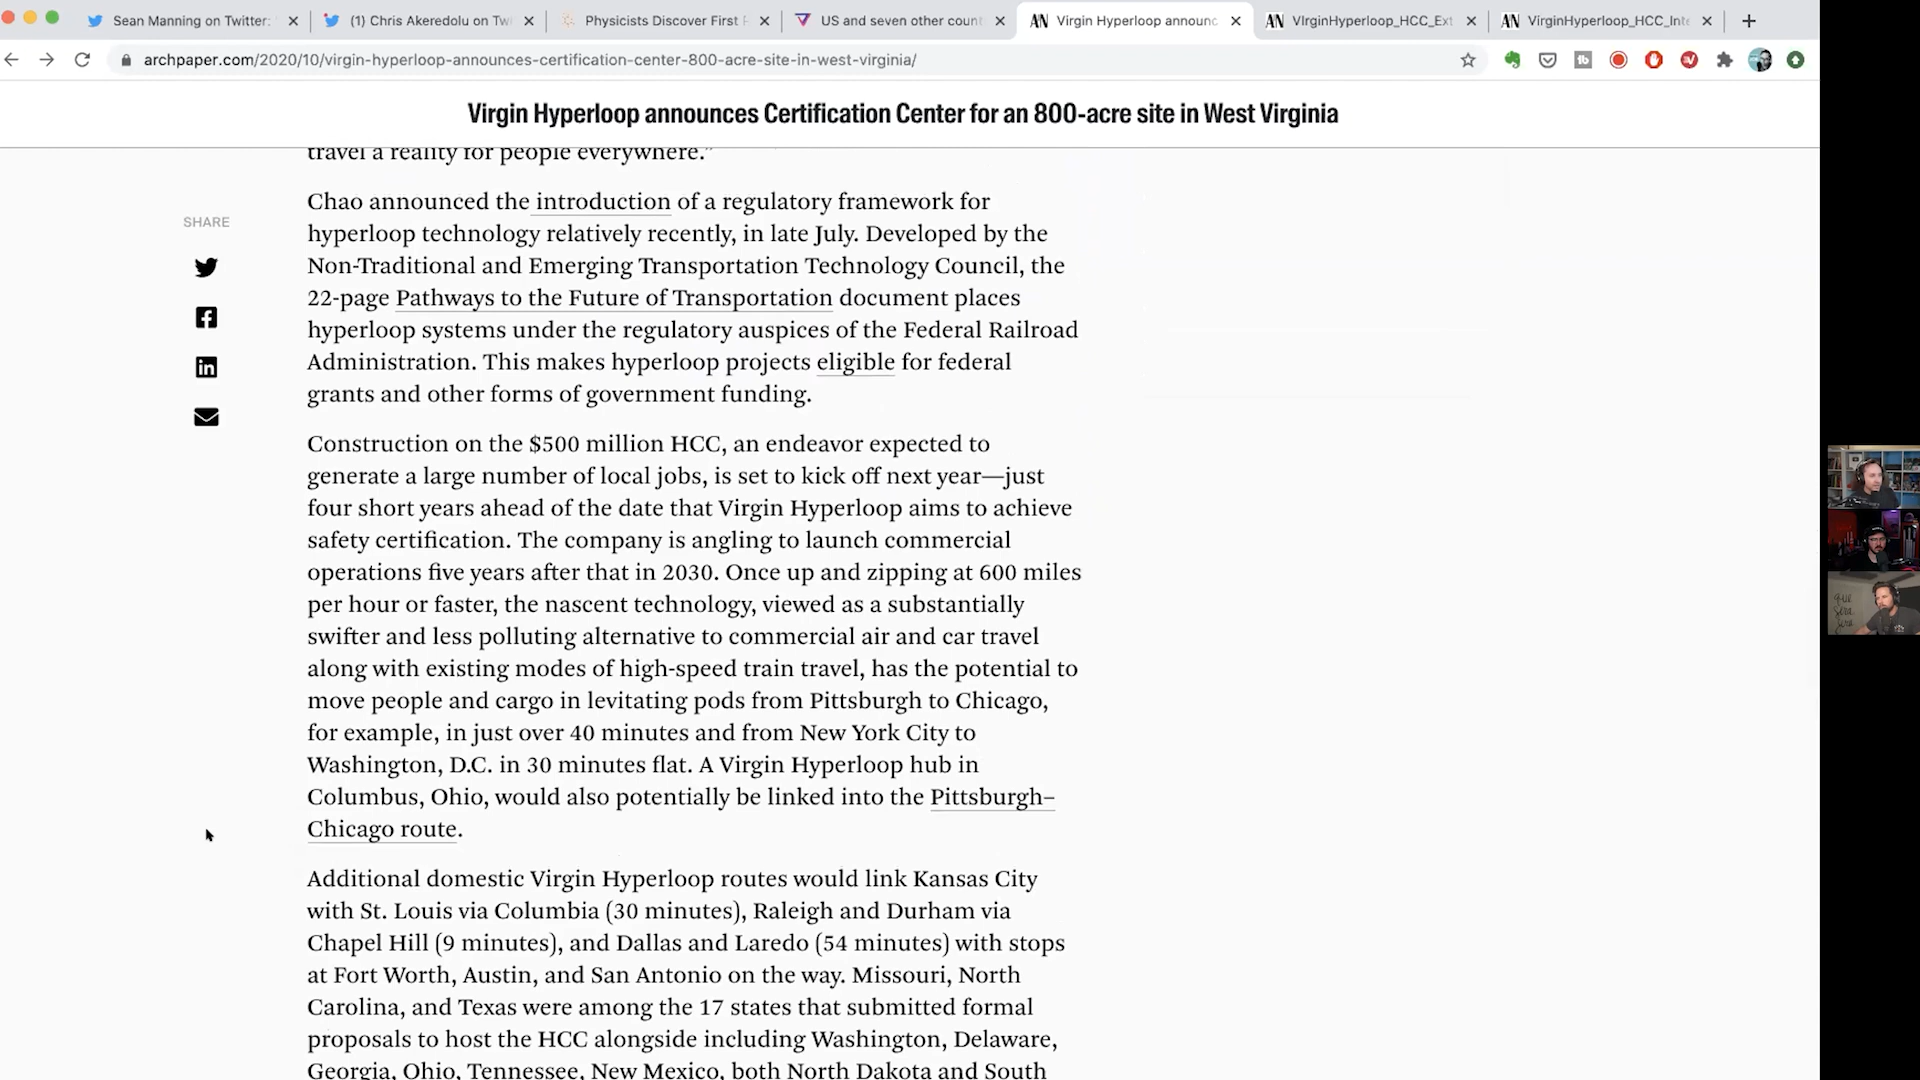 Sean Manning on Twitter:
(1) Chris Akeredolu on Twi
Physicists Discover First P
US and seven other count
Virgin Hyperloop announc
VirginHyperloop_HCC_Ext
VirginHyperloop_HCC_Inte
archpaper.com/2020/10/virgin-hyperloop-announces-certification-center-800-acre-site-in-west-virginia/
Virgin Hyperloop announces Certification Center for an 800-acre site in West Virginia
travel a reality for people everywhere.”
SHARE
Chao announced the introduction of a regulatory framework for
hyperloop technology relatively recently, in late July. Developed by the
Non-Traditional and Emerging Transportation Technology Council, the
22-page Pathways to the Future of Transportation document places
hyperloop systems under the regulatory auspices of the Federal Railroad
Administration. This makes hyperloop projects eligible for federal
grants and other forms of government funding.
Construction on the $500 million HCC, an endeavor expected to
generate a large number of local jobs, is set to kick off next year—just
four short years ahead of the date that Virgin Hyperloop aims to achieve
safety certification. The company is angling to launch commercial
operations five years after that in 2030. Once up and zipping at 600 miles
per hour or faster, the nascent technology, viewed as a substantially
swifter and less polluting alternative to commercial air and car travel
along with existing modes of high-speed train travel, has the potential to
move people and cargo in levitating pods from Pittsburgh to Chicago,
for example, in just over 40 minutes and from New York City to
Washington, D.C. in 30 minutes flat. A Virgin Hyperloop hub in
Columbus, Ohio, would also potentially be linked into the Pittsburgh–
Chicago route.
Additional domestic Virgin Hyperloop routes would link Kansas City
with St. Louis via Columbia (30 minutes), Raleigh and Durham via
Chapel Hill (9 minutes), and Dallas and Laredo (54 minutes) with stops
at Fort Worth, Austin, and San Antonio on the way. Missouri, North
Carolina, and Texas were among the 17 states that submitted formal
proposals to host the HCC alongside including Washington, Delaware,
Georgia, Ohio, Tennessee, New Mexico, both North Dakota and South